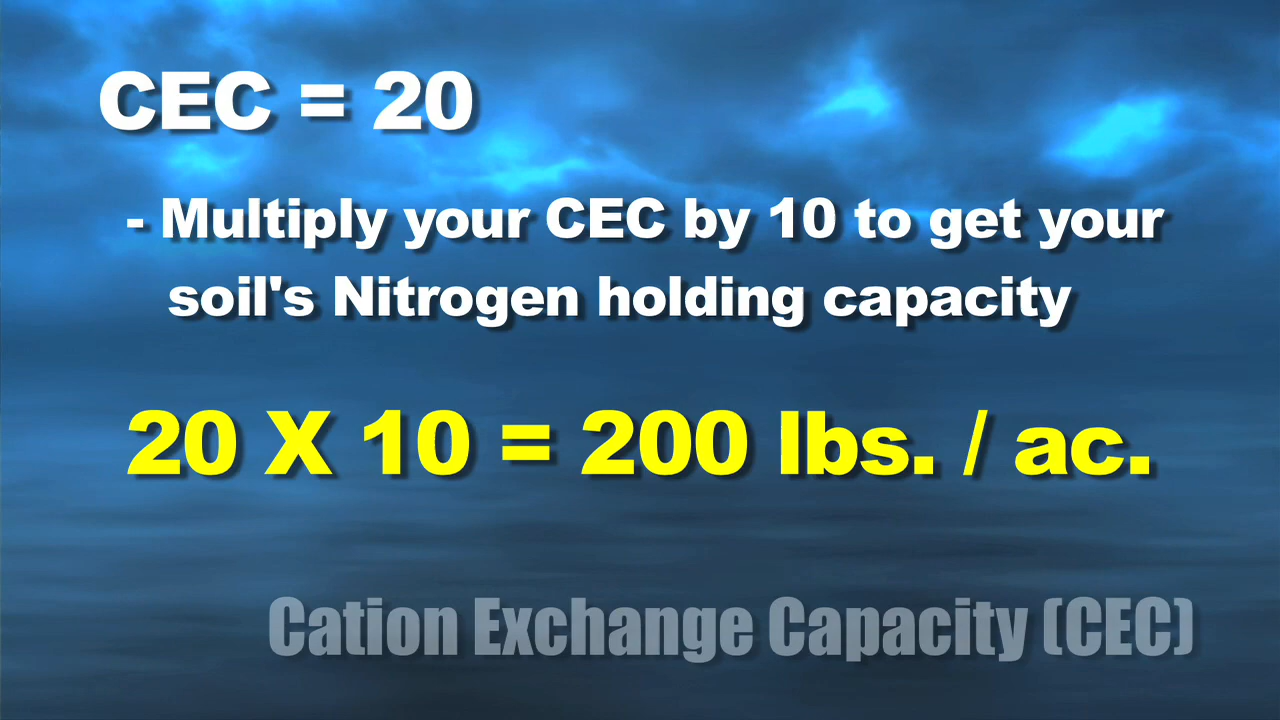 CEC = 20
- Multiply your CEC by 10 to get your
soil's Nitrogen holding capacity
20 X 10 = 200 lbs. / ac.
Cation Exchange Capacity (CEC)